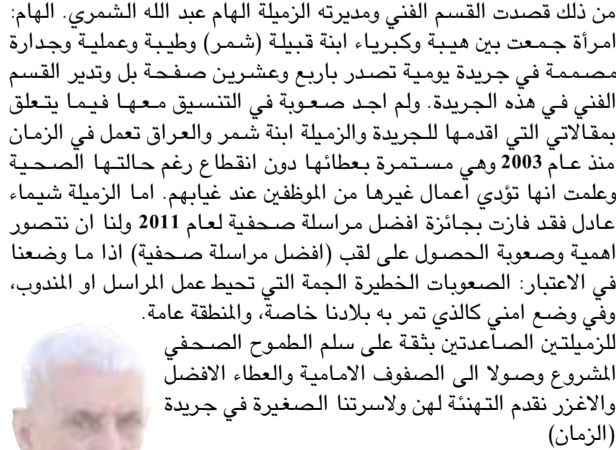 من ذلك قصدت القسم الفني ومديرته الزميلة الهام عبد الله الشمري. الهام:
امرأة جمعت بين هيبة وكبرياء ابنة قبيلة (شمر) وطيبة وعملية وجدارة
مصممة في جريدة يومية تصدر باربع وعشرين صفحة بل وتدير القسم
الفني في هذه الجريدة. ولم اجد صعوبة في التنسيق معها فيما يتعلق
بمقالاتي التي اقدمها للجريدة والزميلة ابنة شمر والعراق تعمل في الزمان
منذ عام 2003 وهي مستمرة بعطائها دون انقطاع رغم حالتها الصحية
وعلمت انها تؤدي أعمال غيرها من الموظفين عند غيابهم. اما الزميلة شيماء
عادل فقد فازت بجائزة افضل مراسلة صحفية لعام 2011 ولنا ان نتصور
اهمية وصعوبة الحصول على لقب (افضل مراسلة صحفية) اذا ما وضعنا
في الاعتبار: الصعوبات الخطيرة الجمة التي تحيط عمل المراسل او المندوب،
وفي وضع امني كالذي تمر به بلادنا خاصة، والمنطقة عامة.
للزميلتين الصاعدتين بثقة على سلم الطموح الصحفي
المشروع وصولا الى الصفوف الامامية والعطاء الافضل
والاغزر نقدم التهنئة لهن ولاسرتنا الصغيرة في جريدة
(الزمان)